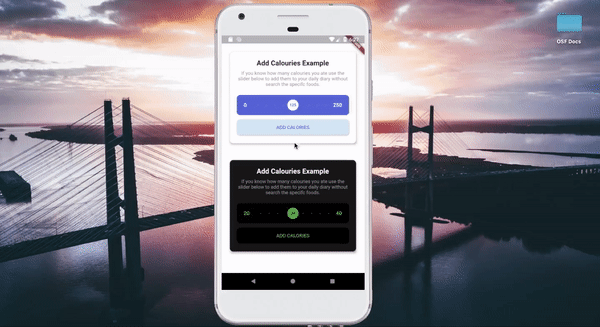 OSF Docs
Add Calouries Example
If you know how many calouries you ate use the
slider below to add them to your daily diary without
search the specific foods.
0 125 250
ADD CALORIES
Add Calouries Example
If you know how many calouries you ate use the
slider below to add them to your daily diary without
search the specific foods.
20 40
ADD CALORIES